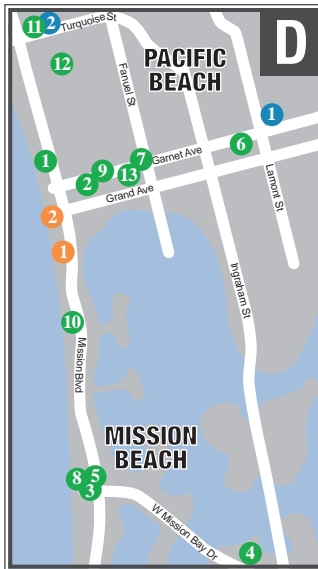 11
2
Turquoise St
D
12
PACIFIC
BEACH
Fanuel St
1
1
6
7
Garnet Ave
9
13
2
Grand Ave
Lamont St
2
1
Ingraham St
10
Mission Blvd
MISSION
BEACH
8
5
3
W Mission Bay Dr
4